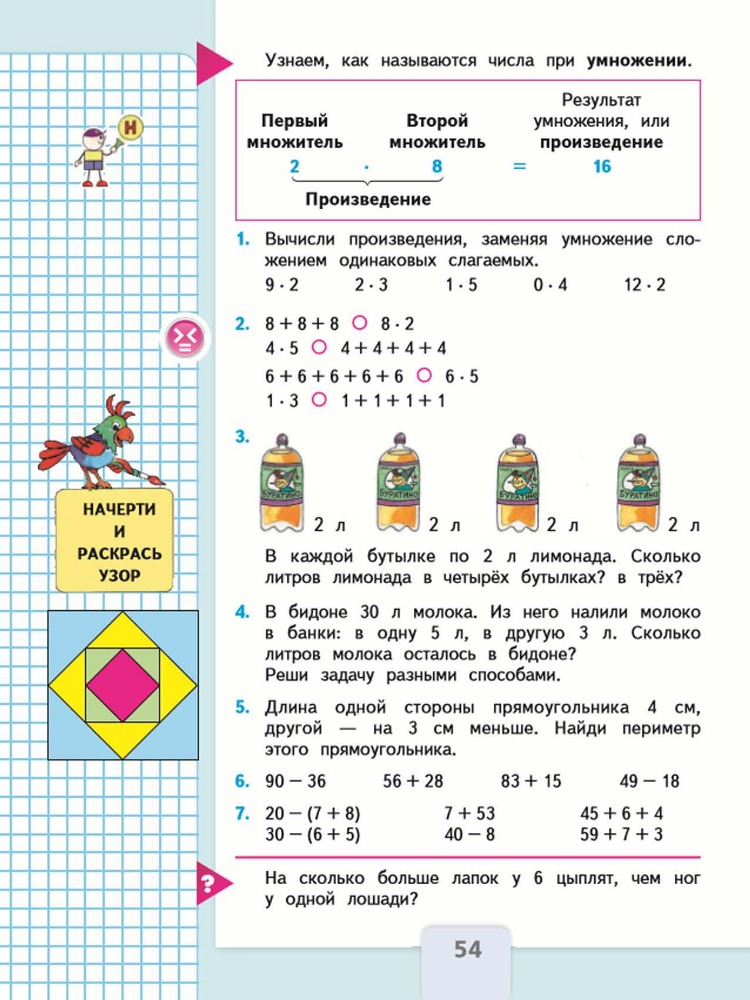 Узнаем, как называются числа при умножении.
Н
Результат
Первый Второй умножения, или
множитель множитель произведение
2 · 8 = 16
Произведение
1. Вычисли произведения, заменяя умножение сло-
жением одинаковых слагаемых.
9 · 2 2 · 3 1 · 5 0 · 4 12 · 2
2. 8 + 8 + 8 ○ 8 · 2
4 · 5 ○ 4 + 4 + 4 + 4
6 + 6 + 6 + 6 + 6 ○ 6 · 5
1 · 3 ○ 1 + 1 + 1 + 1
> < =
3.
БУРАТИНО БУРАТИНО БУРАТИНО БУРАТИНО
2 л 2 л 2 л 2 л
В каждой бутылке по 2 л лимонада. Сколько
литров лимонада в четырёх бутылках? в трёх?
НАЧЕРТИ
И
РАСКРАСЬ
УЗОР
4. В бидоне 30 л молока. Из него налили молоко
в банки: в одну 5 л, в другую 3 л. Сколько
литров молока осталось в бидоне?
Реши задачу разными способами.
5. Длина одной стороны прямоугольника 4 см,
другой — на 3 см меньше. Найди периметр
этого прямоугольника.
6. 90 − 36 56 + 28 83 + 15 49 − 18
7. 20 − (7 + 8) 7 + 53 45 + 6 + 4
30 − (6 + 5) 40 − 8 59 + 7 + 3
?
На сколько больше лапок у 6 цыплят, чем ног
у одной лошади?
54